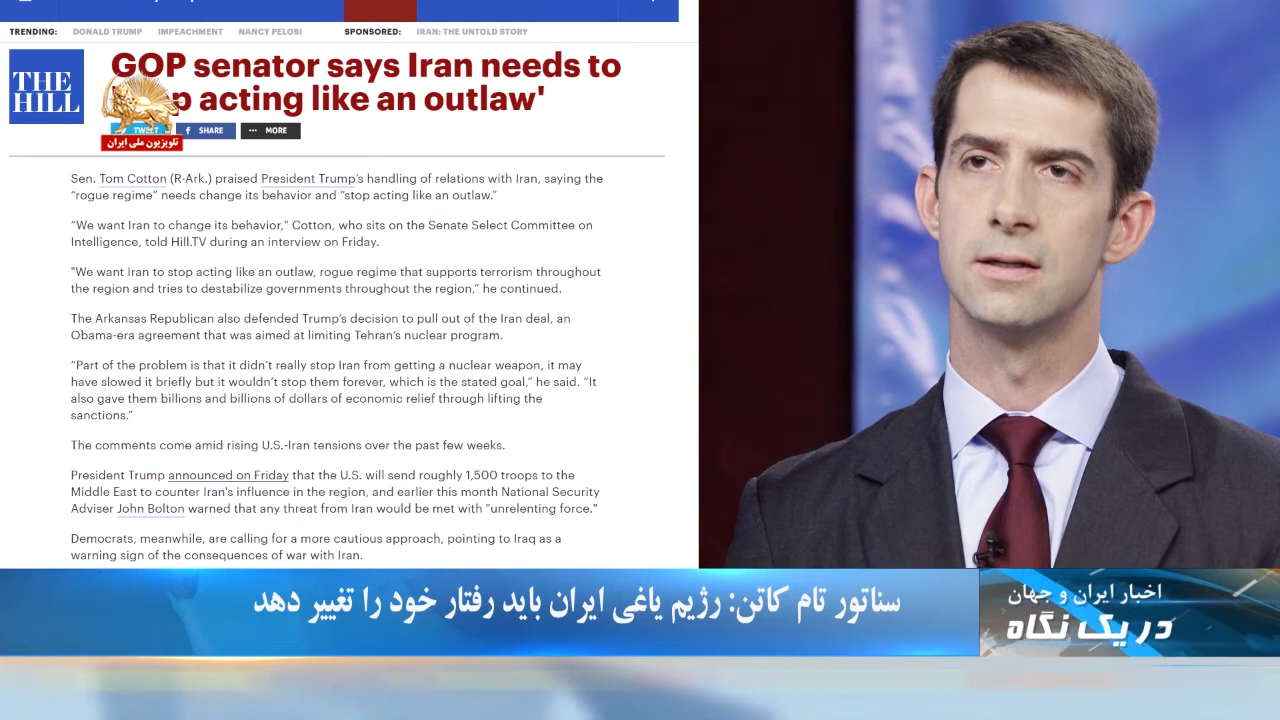 TRENDING: DONALD TRUMP IMPEACHMENT NANCY PELOSI SPONSORED: IRAN: THE UNTOLD STORY
THE
HILL
GOP senator says Iran needs to
p acting like an outlaw'
TWEET SHARE MORE
تلویزیون ملی ایران
Sen. Tom Cotton (R-Ark.) praised President Trump's handling of relations with Iran, saying the
“rogue regime” needs change its behavior and “stop acting like an outlaw.”
“We want Iran to change its behavior,” Cotton, who sits on the Senate Select Committee on
Intelligence, told Hill.TV during an interview on Friday.
"We want Iran to stop acting like an outlaw, rogue regime that supports terrorism throughout
the region and tries to destabilize governments throughout the region,” he continued.
The Arkansas Republican also defended Trump’s decision to pull out of the Iran deal, an
Obama-era agreement that was aimed at limiting Tehran’s nuclear program.
“Part of the problem is that it didn’t really stop Iran from getting a nuclear weapon, it may
have slowed it briefly but it wouldn’t stop them forever, which is the stated goal,” he said. “It
also gave them billions and billions of dollars of economic relief through lifting the
sanctions.”
The comments come amid rising U.S.-Iran tensions over the past few weeks.
President Trump announced on Friday that the U.S. will send roughly 1,500 troops to the
Middle East to counter Iran's influence in the region, and earlier this month National Security
Adviser John Bolton warned that any threat from Iran would be met with "unrelenting force."
Democrats, meanwhile, are calling for a more cautious approach, pointing to Iraq as a
warning sign of the consequences of war with Iran.
سناتور تام کاتن: رژیم یاغی ایران باید رفتار خود را تغییر دهد
اخبار ایران و جهان
در یک نگاه